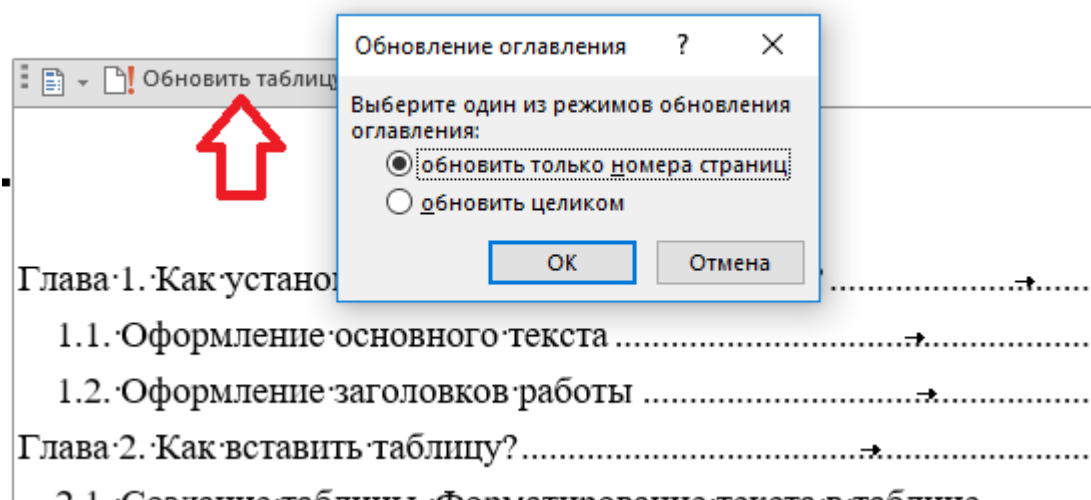 Обновление оглавления ? ×
Обновить таблицу
Выберите один из режимов обновления
оглавления:
обновить только номера страниц
обновить целиком
ОК Отмена
Глава 1. Как
1.1. Оформление основного текста
1.2. Оформление заголовков работы
Глава 2. Как вставить таблицу?